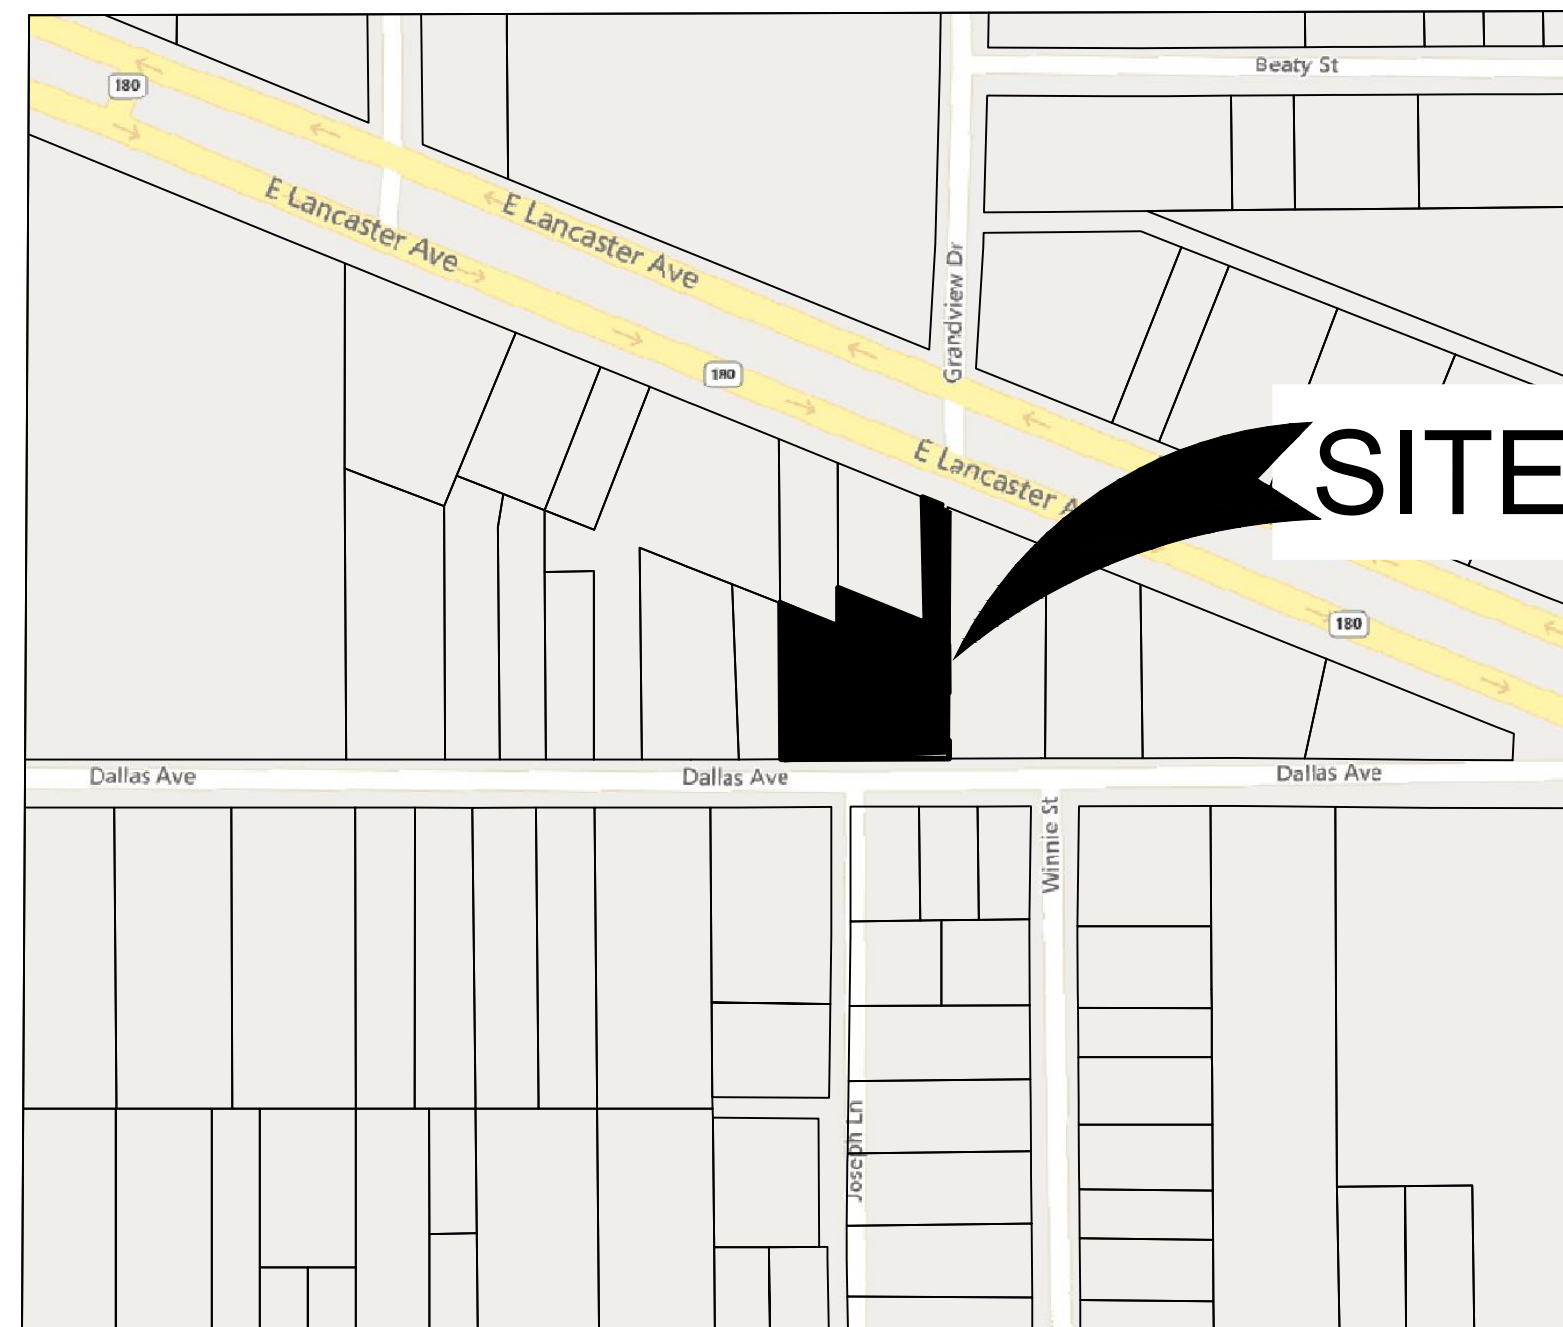 Beaty St
180
E Lancaster Ave
E Lancaster Ave
Grandview Dr
180
E Lancaster
SITE
180
Dallas Ave
Dallas Ave
Dallas Ave
Winnie St
Joseph Ln